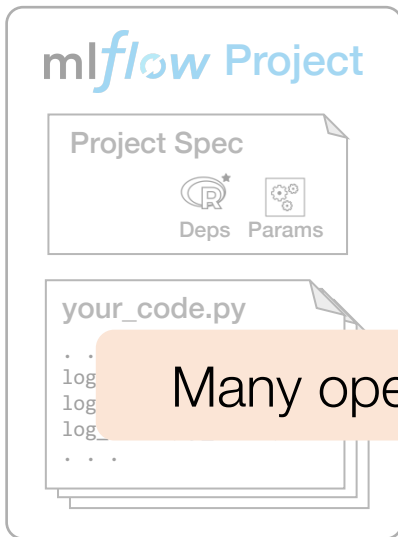 mlflow Project
Project Spec
R
Deps Params
your_code.py
. .
log
log
log_
. . .
Many ope